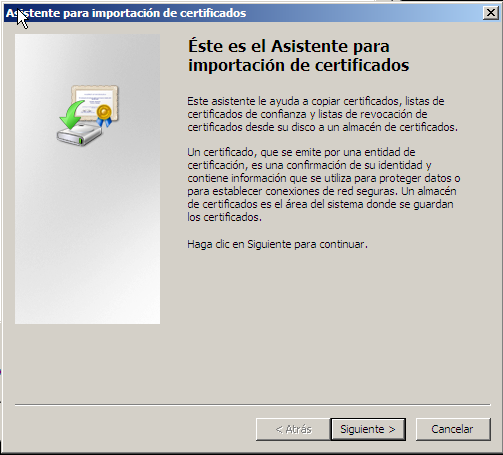 Asistente para importación de certificados
Éste es el Asistente para
importación de certificados
Este asistente le ayuda a copiar certificados, listas de
certificados de confianza y listas de revocación de
certificados desde su disco a un almacén de certificados.
Un certificado, que se emite por una entidad de
certificación, es una confirmación de su identidad y
contiene información que se utiliza para proteger datos o
para establecer conexiones de red seguras. Un almacén
de certificados es el área del sistema donde se guardan
los certificados.
Haga clic en Siguiente para continuar.
< Atrás
Siguiente >
Cancelar